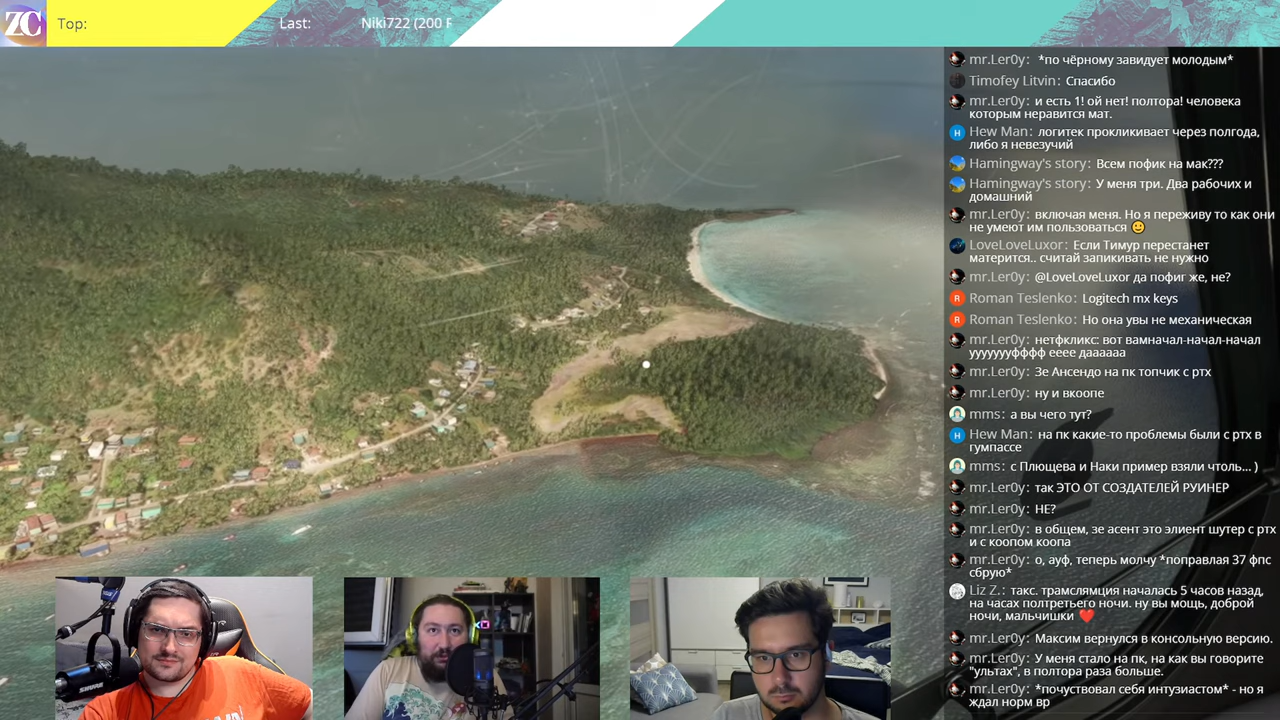 ZC
Top:
Last:
Niki722 (200
mr.Ler0y: *по чёрному завидует молодым*
Timofey Litvin: Спасибо
mr.Ler0y: и есть 1! ой нет! полтора! человека
которым неравится мат.
Hew Man: логитек прокликивает через полгода,
либо я невезучий
Hamingway's story: Всем пофик на мак???
Hamingway's story: У меня три. Два рабочих и
домашний
mr.Ler0y: включая меня. Но я переживу то как они
не умеют им пользоваться 🙂
LoveLoveLuxor: Если Тимур перестанет
матерится.. считай запикивать не нужно
mr.Ler0y: @LoveLoveLuxor да пофиг же, не?
Roman Teslenko: Logitech mx keys
Roman Teslenko: Но она увы не механическая
mr.Ler0y: нетфкликс: вот вамначал-начал-начал
ууууууфффф ееее даааааа
mr.Ler0y: Зе Ансендо на пк топчик с ртх
mr.Ler0y: ну и вкоопе
mms: а вы чего тут?
Hew Man: на пк какие-то проблемы были с ртх в
гумпассе
mms: с Плющева и Наки пример взяли чтоль... )
mr.Ler0y: так ЭТО ОТ СОЗДАТЕЛЕЙ РУИНЕР
mr.Ler0y: НЕ?
mr.Ler0y: в общем, зе асент это элиент шутер с ртх
и с коопом коопа
mr.Ler0y: о, ауф, теперь молчу *поправлая 37 фпс
сбрую*
Liz Z.: такс. трамслямция началась 5 часов назад,
на часах полтретьего ночи. ну вы мощь, доброй
ночи, мальчишки ❤️
mr.Ler0y: Максим вернулся в консольную версию.
mr.Ler0y: У меня стало на пк, на как вы говорите
"ультах", в полтора раза больше.
mr.Ler0y: *почуствовал себя интузиастом* - но я
ждал норм вр
SHURE